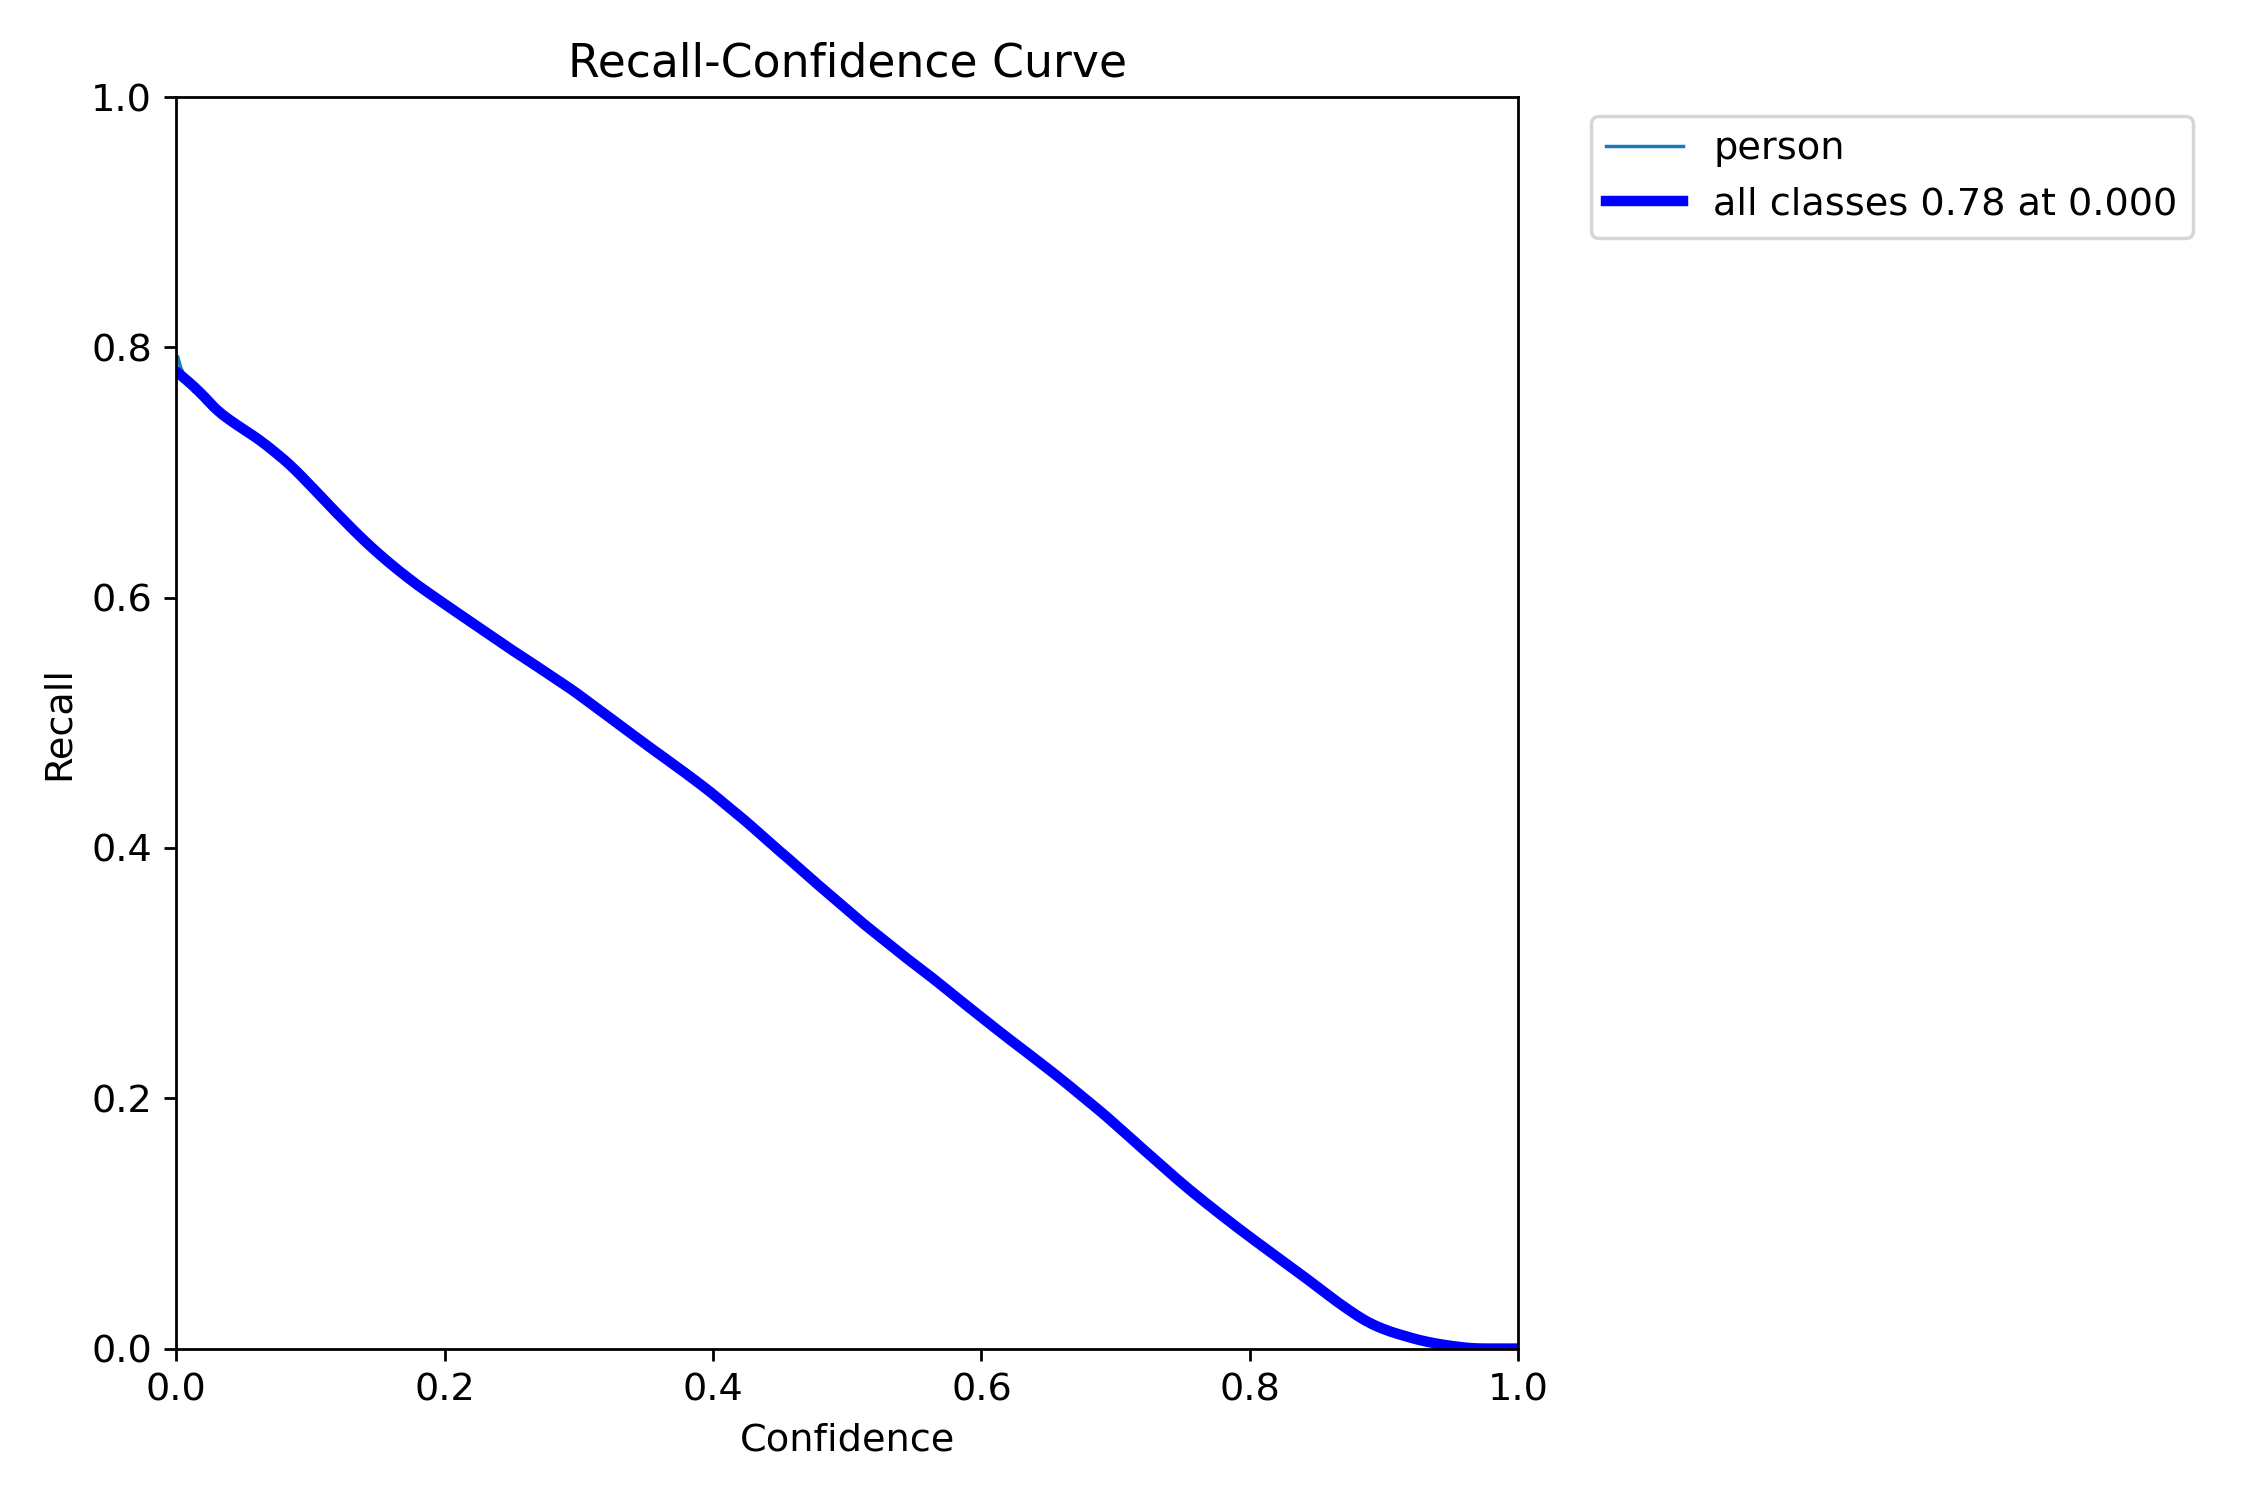 Recall-Confidence Curve
1.0
0.8
0.6
0.4
0.2
0.0
Recall
0.0 0.2 0.4 0.6 0.8 1.0
Confidence
person
all classes 0.78 at 0.000